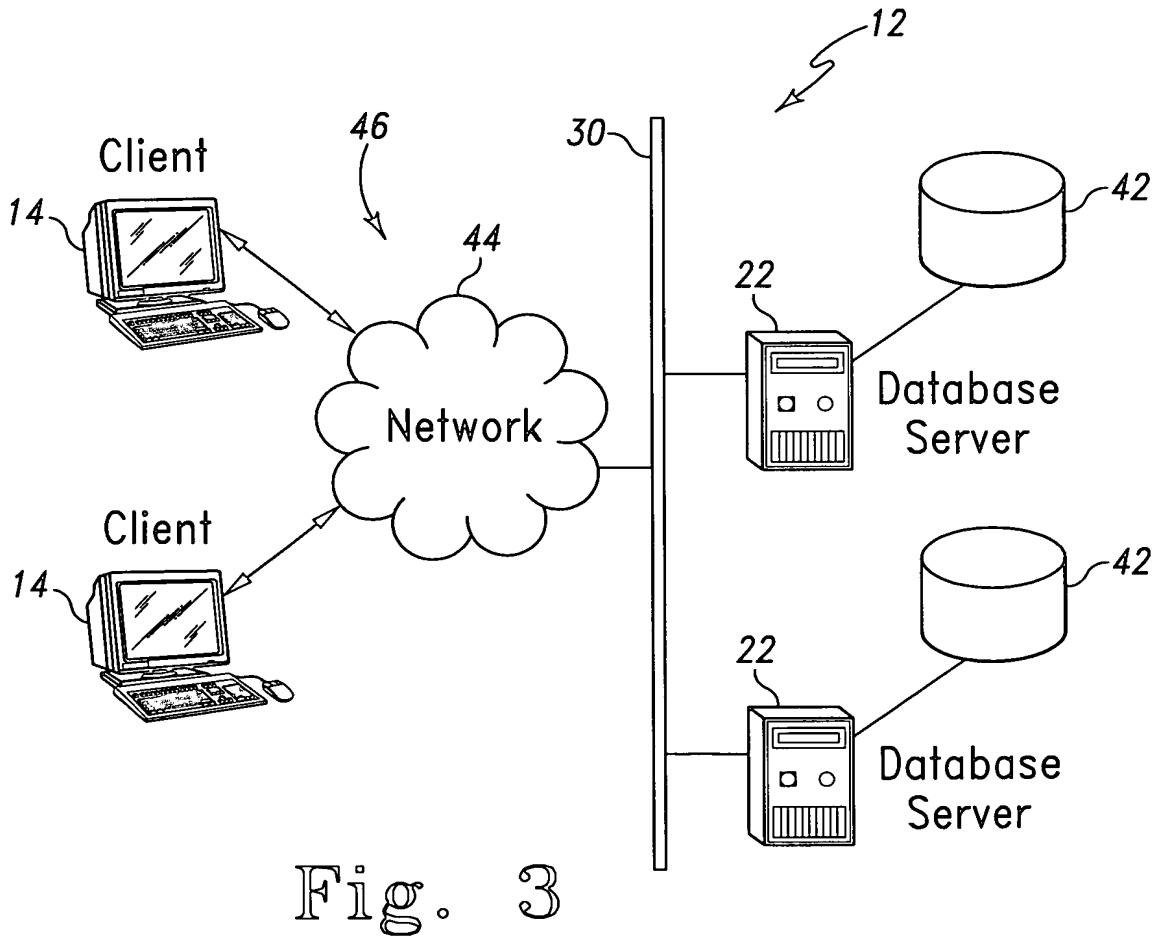 12
46
30
Client
14
42
44
22
Database
Server
Network
Client
14
42
22
Database
Server
Fig. 3